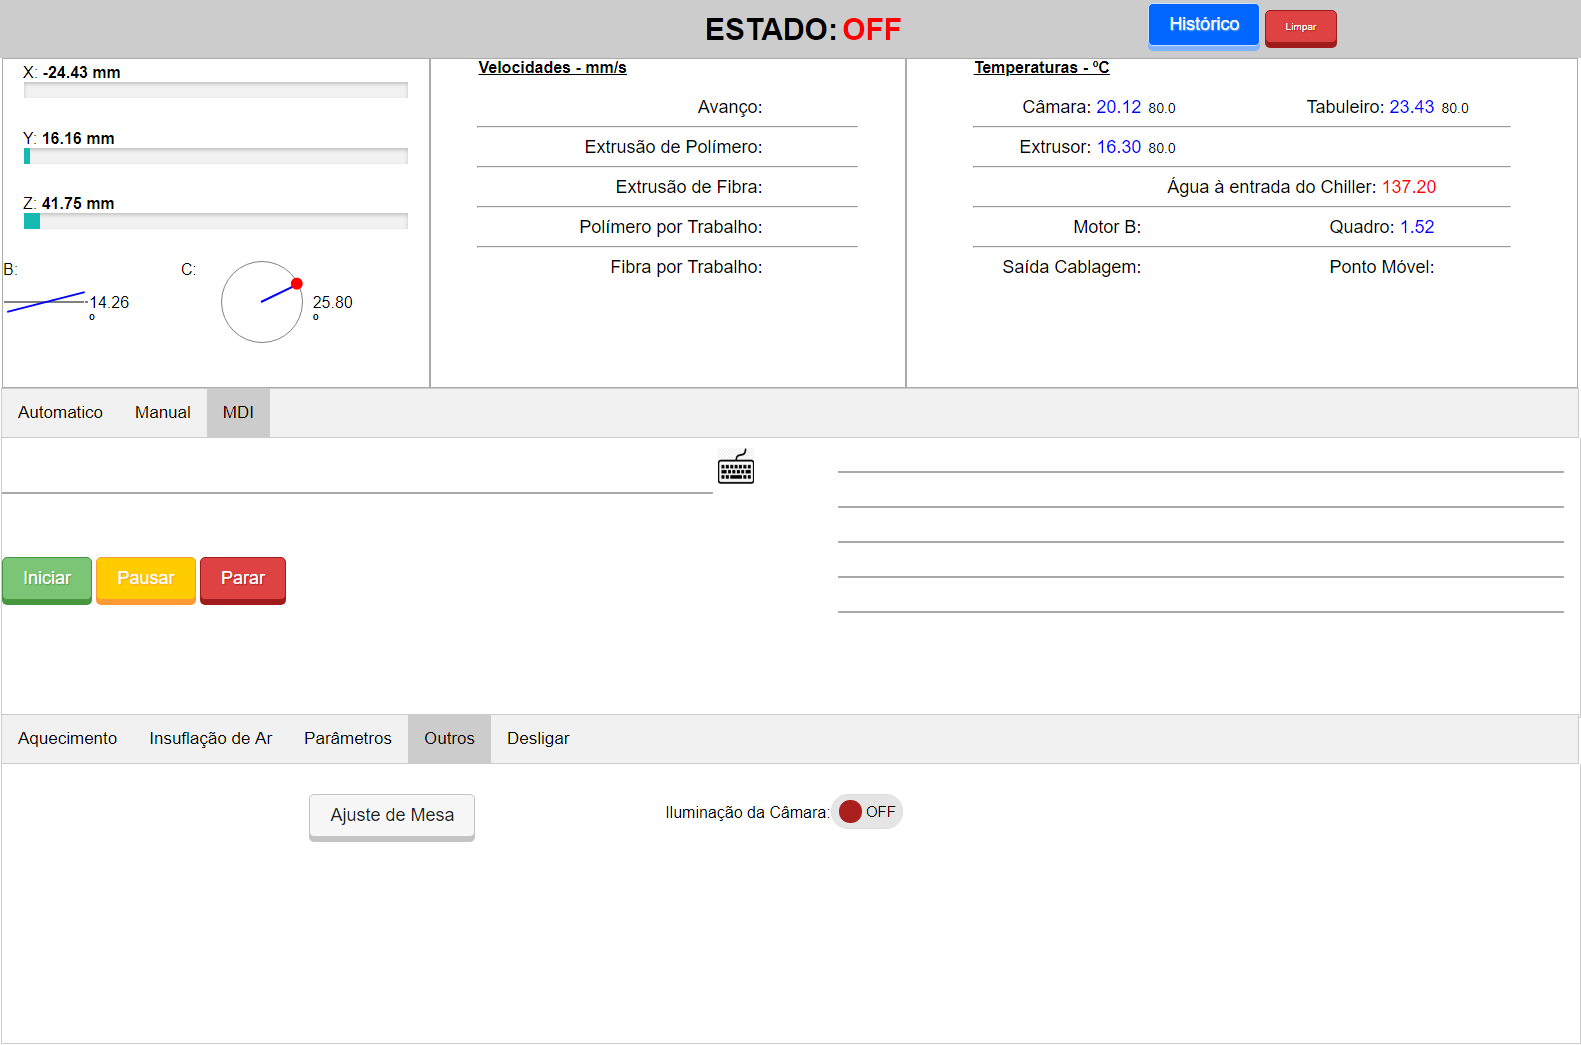 ESTADO: OFF
Histórico
Limpar
X: -24.43 mm
Y: 16.16 mm
Z: 41.75 mm
B:
14.26
º
C:
25.80
º
Velocidades - mm/s
Avanço:
Extrusão de Polímero:
Extrusão de Fibra:
Polímero por Trabalho:
Fibra por Trabalho:
Temperaturas - ºC
Câmara: 20.12 80.0 Tabuleiro: 23.43 80.0
Extrusor: 16.30 80.0
Água à entrada do Chiller: 137.20
Motor B: Quadro: 1.52
Saída Cablagem: Ponto Móvel:
Automatico Manual MDI
Iniciar Pausar Parar
Aquecimento Insuflação de Ar Parâmetros Outros Desligar
Ajuste de Mesa
Iluminação da Câmara: OFF